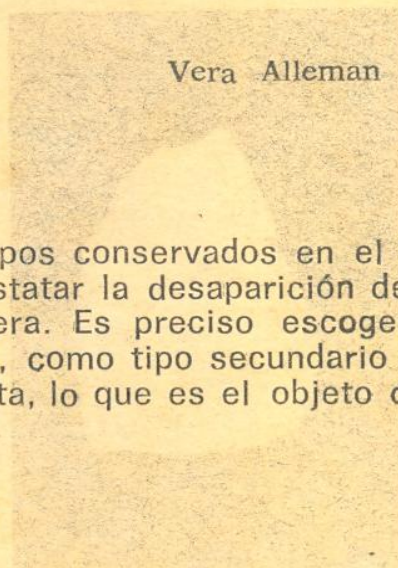 Vera Alleman
pos conservados en el
statar la desaparición de
era. Es preciso escoge
, como tipo secundario
ta, lo que es el objeto